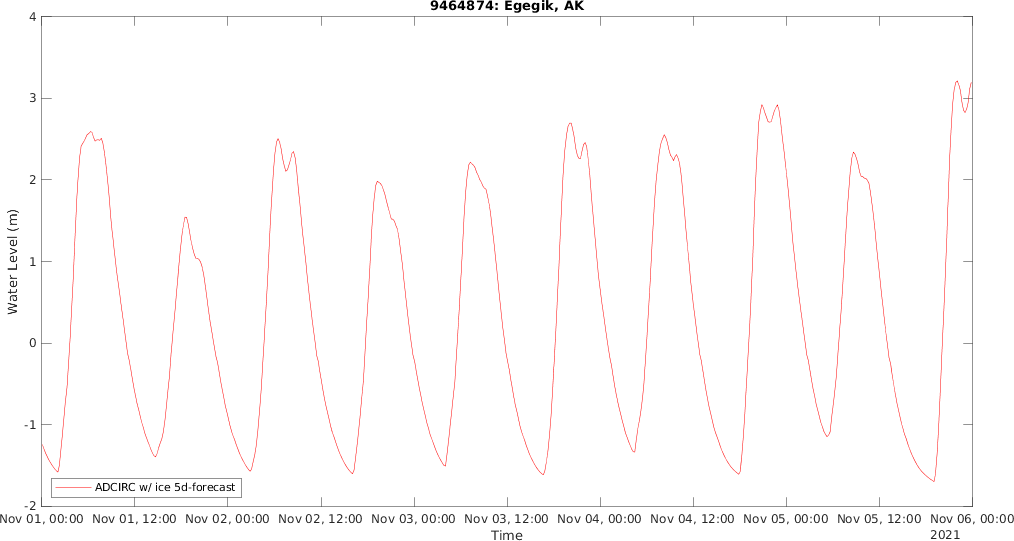 9464874: Egegik, AK
4
3
2
1
0
-1
-2
Water Level (m)
ADCIRC w/ ice 5d-forecast
Nov 01, 00:00 Nov 01, 12:00 Nov 02, 00:00 Nov 02, 12:00 Nov 03, 00:00 Nov 03, 12:00 Nov 04, 00:00 Nov 04, 12:00 Nov 05, 00:00 Nov 05, 12:00 Nov 06, 00:00
Time
2021